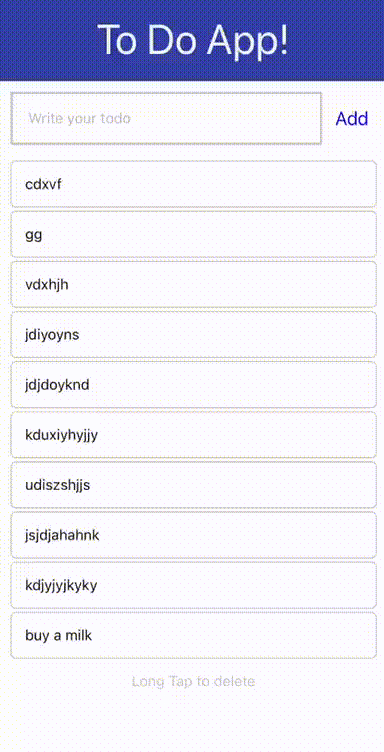 To Do App!
Write your todo
Add
cdxvf
gg
vdxhjh
jdiyoyns
jdjdoyknd
kduxiyhyjjy
udiszshjjs
jsjdjahahnk
kdjyjyjkyky
buy a milk
Long Tap to delete